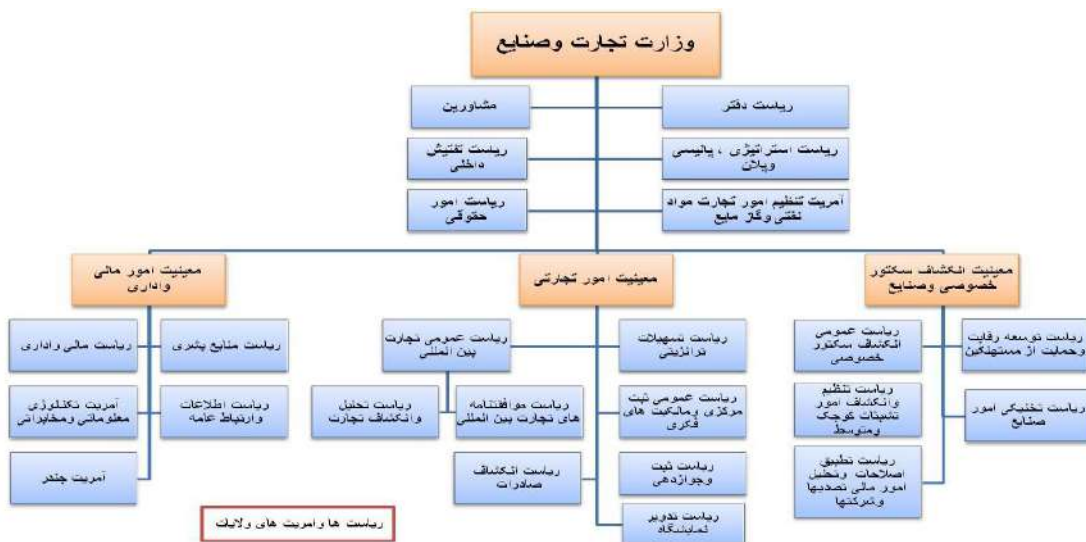 وزارت تجارت وصنایع
ریاست دفتر
مشاورین
ریاست استراتیژی ، پالیسی
وپلان
ریاست تفتیش
داخلی
آمریت تنظیم امور تجارت مواد
نفتی وگاز مایع
ریاست امور
حقوقی
معینیت انکشاف سکتور
خصوصی وصنایع
معینیت امور تجارتی
معینیت امور مالی
واداری
ریاست توسعه رقابت
وحمایت از مستهلکین
ریاست عمومی
انکشاف سکتور
خصوصی
ریاست تخنیکی امور
صنایع
ریاست تنظیم
وانکشاف امور
تشبثات کوچک
ومتوسط
ریاست تطبیق
اصلاحات وتحلیل
امور مالی تصدیها
وشرکتها
ریاست تسهیلات
ترانزیتی
ریاست عمومی تجارت
بین المللی
ریاست عمومی ثبت
مرکزی ومالکیت های
فکری
ریاست موافقتنامه
های تجارت بین المللی
ریاست تحلیل
وانکشاف تجارت
ریاست ثبت
وجوازدهی
ریاست انکشاف
صادرات
ریاست تدویر
نمایشگاه
ریاست منابع بشری
ریاست مالی واداری
ریاست اطلاعات
وارتباط عامه
آمریت تکنالوژی
معلوماتی ومخابراتی
آمریت جندر
ریاست ها وامریت های ولایات